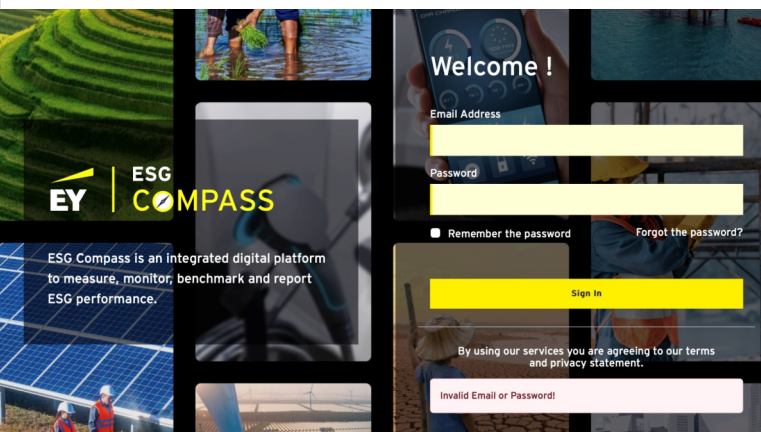 EY
ESG
COMPASS
ESG Compass is an integrated digital platform
to measure, monitor, benchmark and report
ESG performance.
Welcome !
Email Address
Password
Remember the password
Forgot the password?
Sign In
By using our services you are agreeing to our terms
and privacy statement.
Invalid Email or Password!